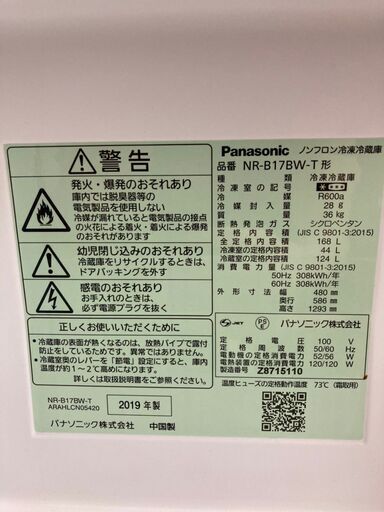 警告
発火・爆発のおそれあり
庫内では脱臭器等の
電気製品を使用しない
冷媒が漏れていると電気製品の接点
の火花による着火・着火による爆発
幼児閉じ込みのおそれあり
冷蔵庫をリサイクルするときは、
ドアパッキングを外す
感電のおそれあり
お手入れのときは、
必ず電源プラグを抜く
正しくお使いいただくために
●冷蔵庫の表面が熱くなるのは、放熱パイプで露付
防止しているためです。異常ではありません。
●冷蔵室奥のレバーを「節電」に設定すると、庫内
温度が約1〜2℃高めになります。
詳しくは取扱説明書をご参照ください。
NR-B17BW-T
ARAHLCN05420
2019年製
パナソニック株式会社 中国製
Panasonic ノンフロン冷凍冷蔵庫
品番 NR-B17BW-T 形
種類 冷凍冷蔵庫
冷凍室の記号
冷媒 R600a
冷媒封入量 28 g
質量 36 kg
断熱発泡ガス シクロペンタン
定格内容積 (JIS C 9801-3:2015)
全定格内容積 168 L
冷凍室の定格内容積 44 L
冷蔵室の定格内容積 124 L
消費電力量 (JIS C 9801-3:2015)
50Hz 308kWh/年
60Hz 308kWh/年
外形寸法 幅 480 mm
奥行 586 mm
高さ 1293 mm
JET PS E パナソニック株式会社
定格電圧 100 V
定格周波数 50/60 Hz
電動機の定格消費電力 52/56 W
電熱装置の定格消費電力 120/120 W
製造番号 Z8715110
温度ヒューズの定格動作温度 73℃ (霜取用)